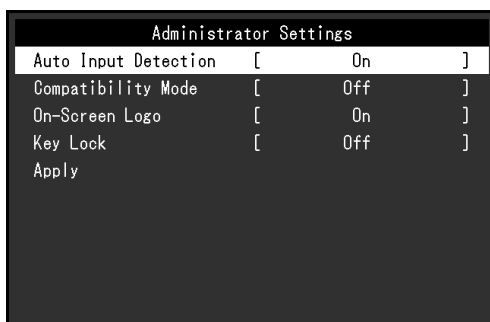 Administrator Settings
Auto Input Detection [ On ]
Compatibility Mode [ Off ]
On-Screen Logo [ On ]
Key Lock [ Off ]
Apply